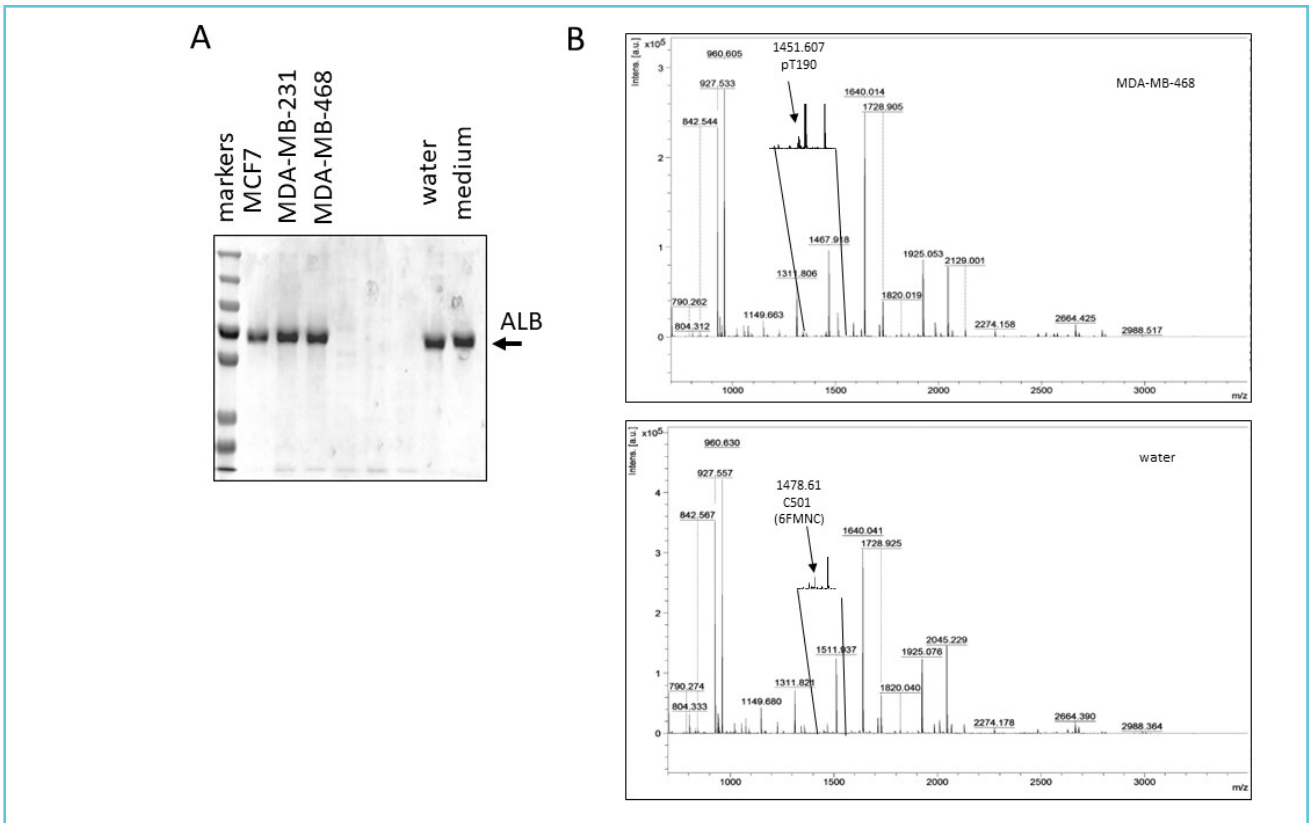 A
markers
MCF7
MDA-MB-231
MDA-MB-468
water
medium
ALB
B
Intens. [a.u.]
x10⁵
3
2
1
0
1451.607
pT190
MDA-MB-468
960.605
927.533
842.544
1640.014
1728.905
1467.918
1311.806
1925.053
2129.001
790.262
804.312
1149.663
1820.019
2274.158
2664.425
2988.517
1000
1500
2000
2500
3000
m/z
Intens. [a.u.]
x10⁵
4
3
2
1
0
1478.61
C501
(6FMNC)
water
960.630
927.557
842.567
1640.041
1728.925
2045.229
1511.937
1925.076
1311.821
790.274
804.333
1149.680
1820.040
2274.178
2664.390
2988.364
1000
1500
2000
2500
3000
m/z